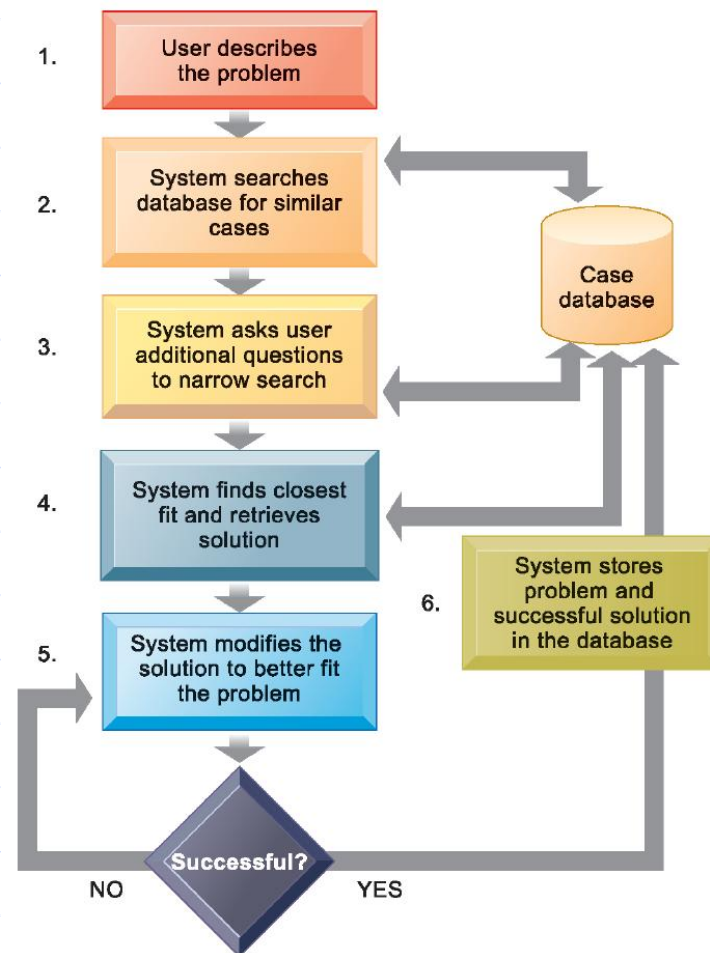 1.
User describes
the problem
2.
System searches
database for similar
cases
Case
database
3.
System asks user
additional questions
to narrow search
4.
System finds closest
fit and retrieves
solution
5.
System modifies the
solution to better fit
the problem
6.
System stores
problem and
successful solution
in the database
Successful?
NO
YES